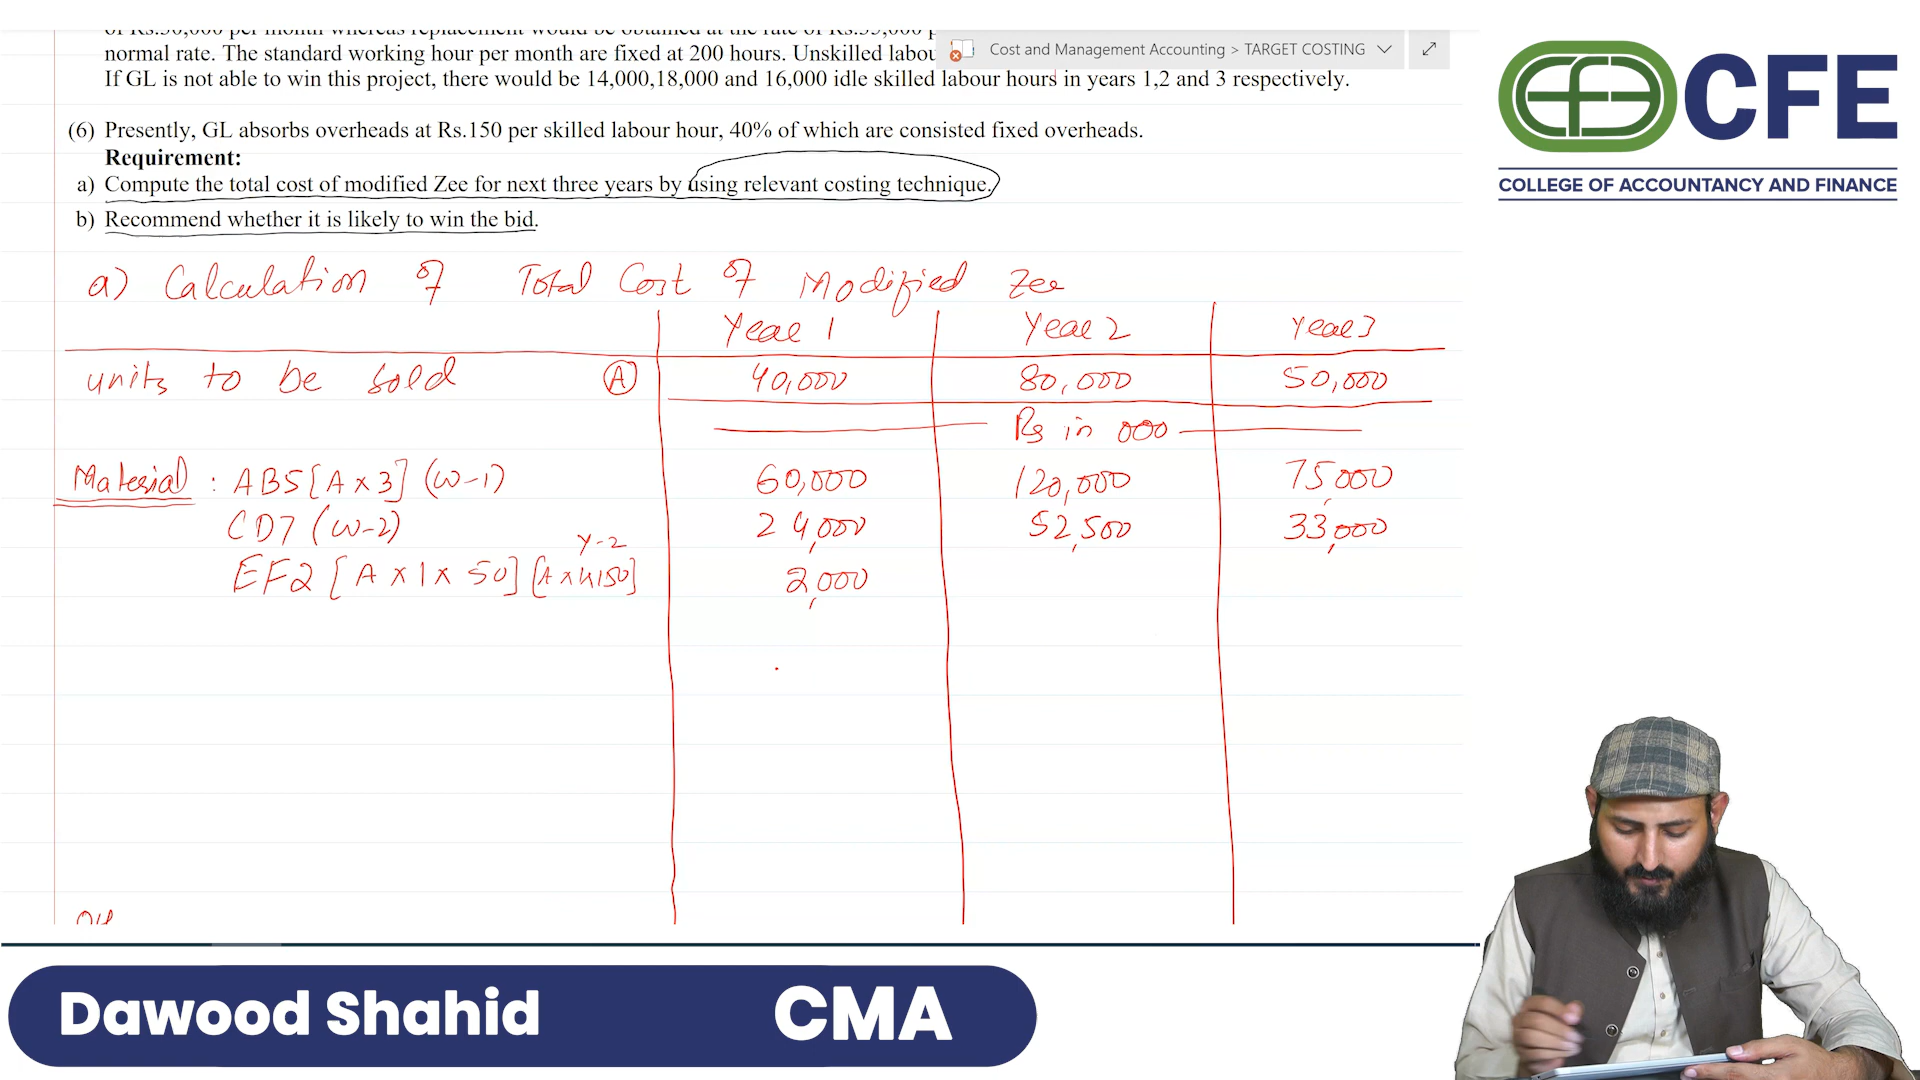 normal rate. The standard working hour per month are fixed at 200 hours. Unskilled labou
Cost and Management Accounting > TARGET COSTING
If GL is not able to win this project, there would be 14,000,18,000 and 16,000 idle skilled labour hours in years 1,2 and 3 respectively.
(6) Presently, GL absorbs overheads at Rs.150 per skilled labour hour, 40% of which are consisted fixed overheads.
Requirement:
a) Compute the total cost of modified Zee for next three years by using relevant costing technique.
b) Recommend whether it is likely to win the bid.
CFE
COLLEGE OF ACCOUNTANCY AND FINANCE
a) Calculation of Total Cost of Modified Zee
Year 1 Year 2 Year 3
units to be sold A 40,000 80,000 50,000
Rs in 000
Material : AB5 [A x 3] (W-1) 60,000 120,000 75,000
CD7 (W-2) 24,000 52,500 33,000
Y-2
EF2 [A x 1 x 50] 2,000
Dawood Shahid CMA